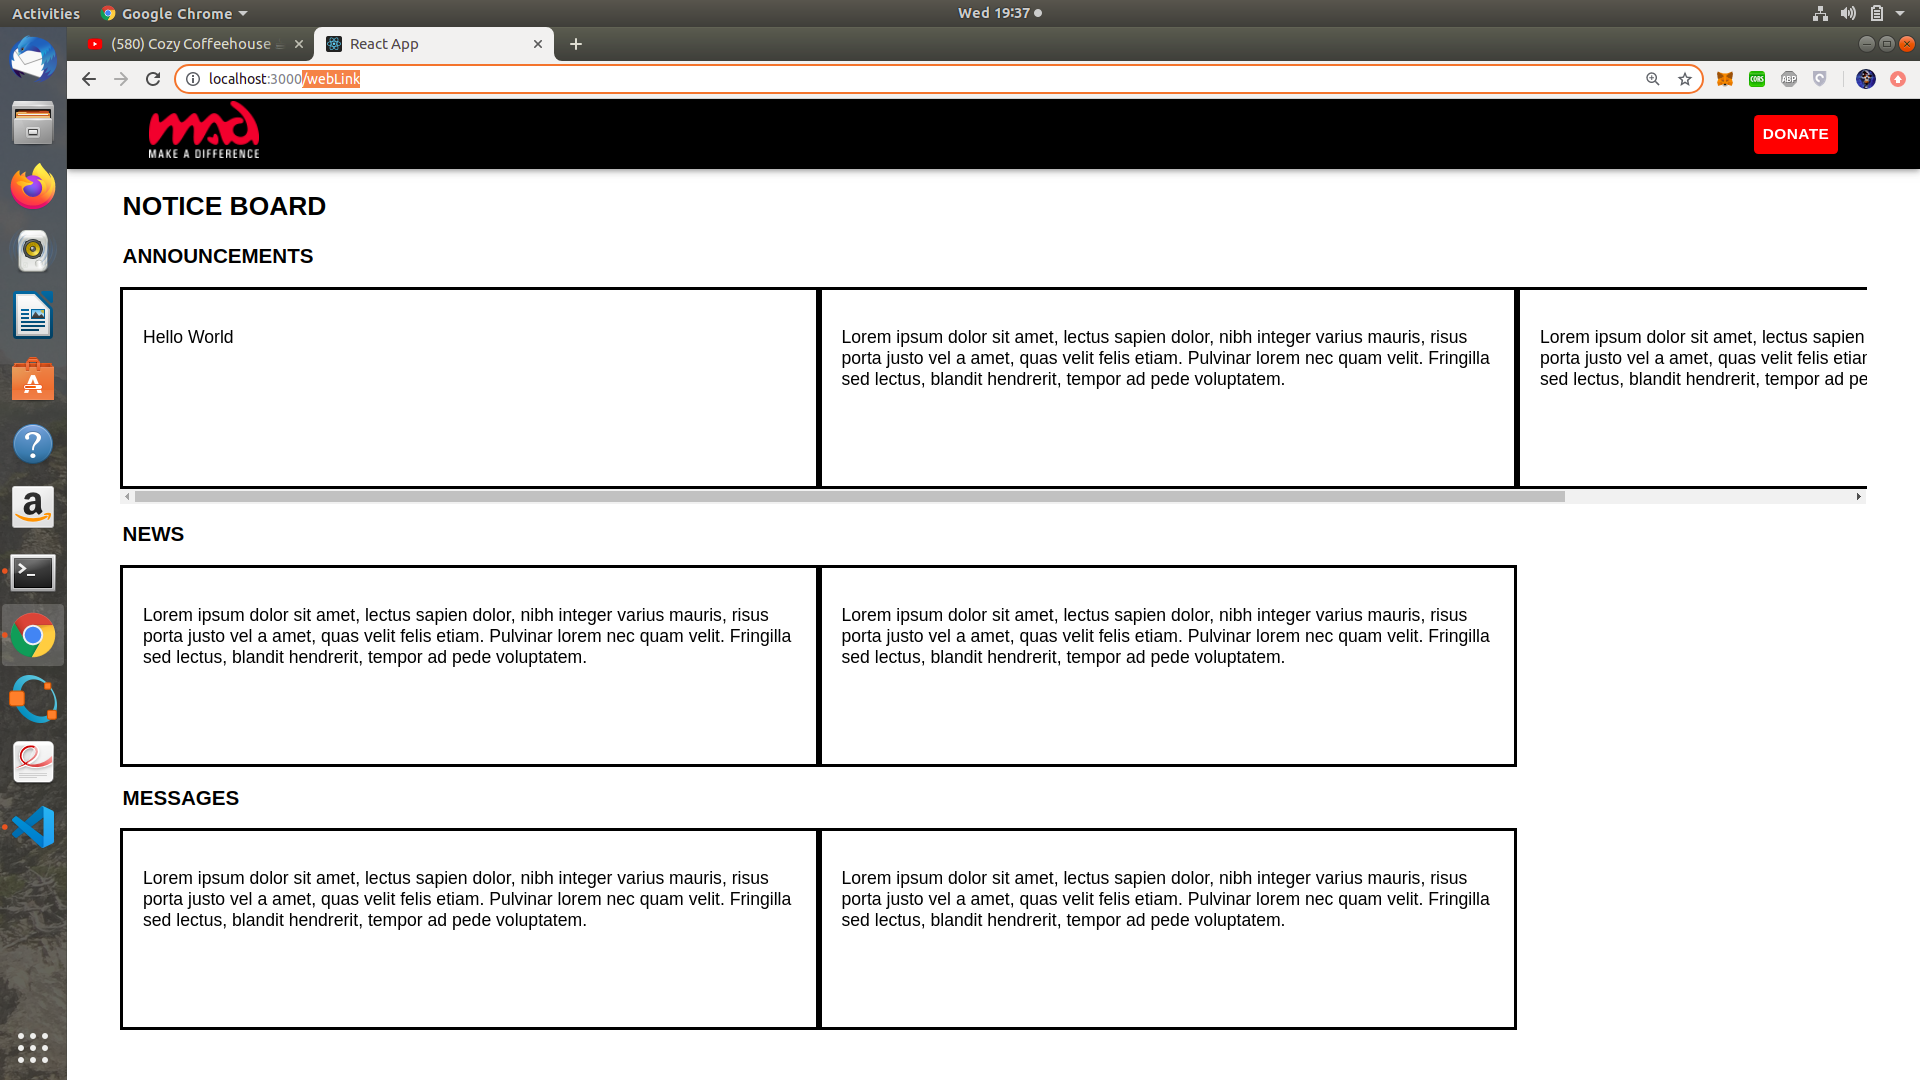 Activities
Google Chrome
Wed 19:37
(580) Cozy Coffeehouse
React App
localhost:3000/webLink
CORS
ABP
mad
MAKE A DIFFERENCE
DONATE
NOTICE BOARD
ANNOUNCEMENTS
Hello World
Lorem ipsum dolor sit amet, lectus sapien dolor, nibh integer varius mauris, risus
porta justo vel a amet, quas velit felis etiam. Pulvinar lorem nec quam velit. Fringilla
sed lectus, blandit hendrerit, tempor ad pede voluptatem.
Lorem ipsum dolor sit amet, lectus sapien
porta justo vel a amet, quas velit felis etiam
sed lectus, blandit hendrerit, tempor ad pe
NEWS
Lorem ipsum dolor sit amet, lectus sapien dolor, nibh integer varius mauris, risus
porta justo vel a amet, quas velit felis etiam. Pulvinar lorem nec quam velit. Fringilla
sed lectus, blandit hendrerit, tempor ad pede voluptatem.
Lorem ipsum dolor sit amet, lectus sapien dolor, nibh integer varius mauris, risus
porta justo vel a amet, quas velit felis etiam. Pulvinar lorem nec quam velit. Fringilla
sed lectus, blandit hendrerit, tempor ad pede voluptatem.
MESSAGES
Lorem ipsum dolor sit amet, lectus sapien dolor, nibh integer varius mauris, risus
porta justo vel a amet, quas velit felis etiam. Pulvinar lorem nec quam velit. Fringilla
sed lectus, blandit hendrerit, tempor ad pede voluptatem.
Lorem ipsum dolor sit amet, lectus sapien dolor, nibh integer varius mauris, risus
porta justo vel a amet, quas velit felis etiam. Pulvinar lorem nec quam velit. Fringilla
sed lectus, blandit hendrerit, tempor ad pede voluptatem.